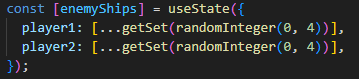 const [enemyShips] = useState({
player1: [...getSet(randomInteger(0, 4))],
player2: [...getSet(randomInteger(0, 4))],
});